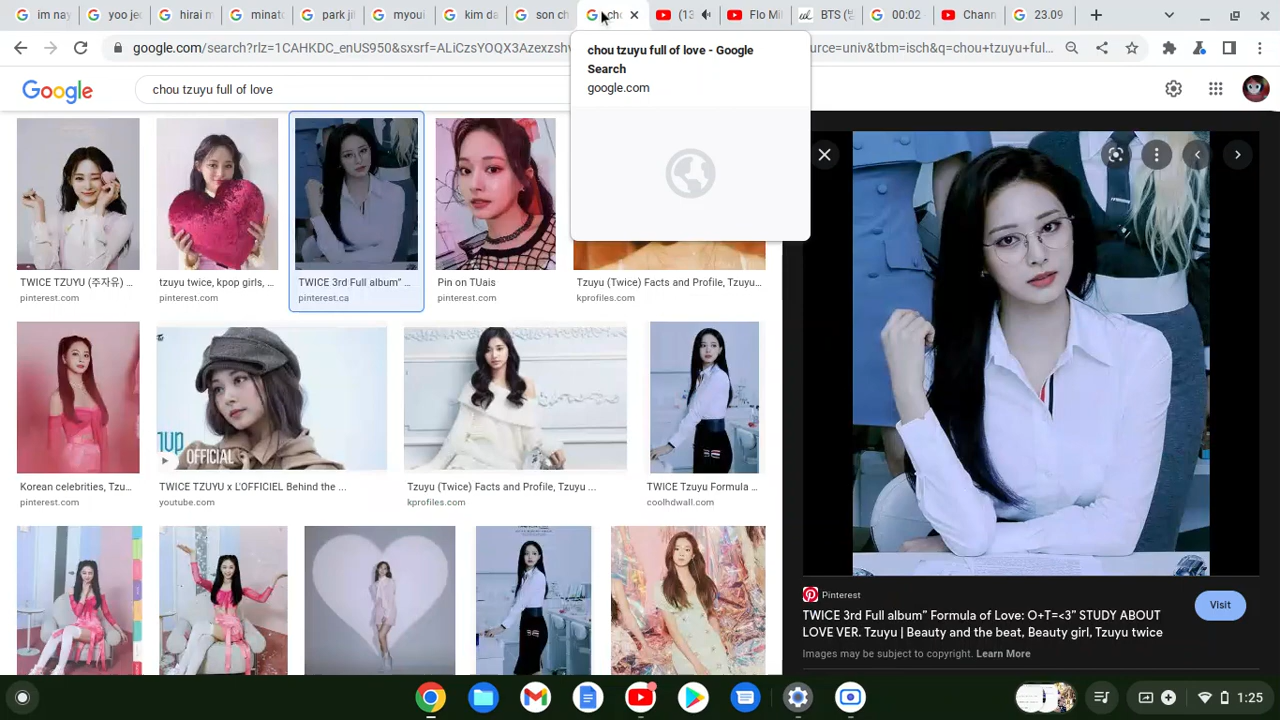 im nay
yoo je
hirai m
minat
park ji
myoui
kim da
son ch
cho
(13
Flo Mil
BTS (
00:02
Chann
23.09
google.com/search?rlz=1CAHKDC_enUS950&sxsrf=ALiCzsYOQX3Azexzshv
ource=univ&tbm=isch&q=chou+tzuyu+ful...
chou tzuyu full of love - Google
Search
google.com
Google
chou tzuyu full of love
TWICE TZUYU (주자유) ...
pinterest.com
tzuyu twice, kpop girls, ...
pinterest.com
TWICE 3rd Full album” ...
pinterest.ca
Pin on TUais
pinterest.com
Tzuyu (Twice) Facts and Profile, Tzuyu...
kprofiles.com
Korean celebrities, Tzu...
pinterest.com
nup OFFICIAL
TWICE TZUYU x L'OFFICIEL Behind the ...
youtube.com
Tzuyu (Twice) Facts and Profile, Tzuyu ...
kprofiles.com
TWICE Tzuyu Formula ...
coolhdwall.com
Pinterest
TWICE 3rd Full album” Formula of Love: O+T=<3” STUDY ABOUT
LOVE VER. Tzuyu | Beauty and the beat, Beauty girl, Tzuyu twice
Visit
Images may be subject to copyright. Learn More
1:25